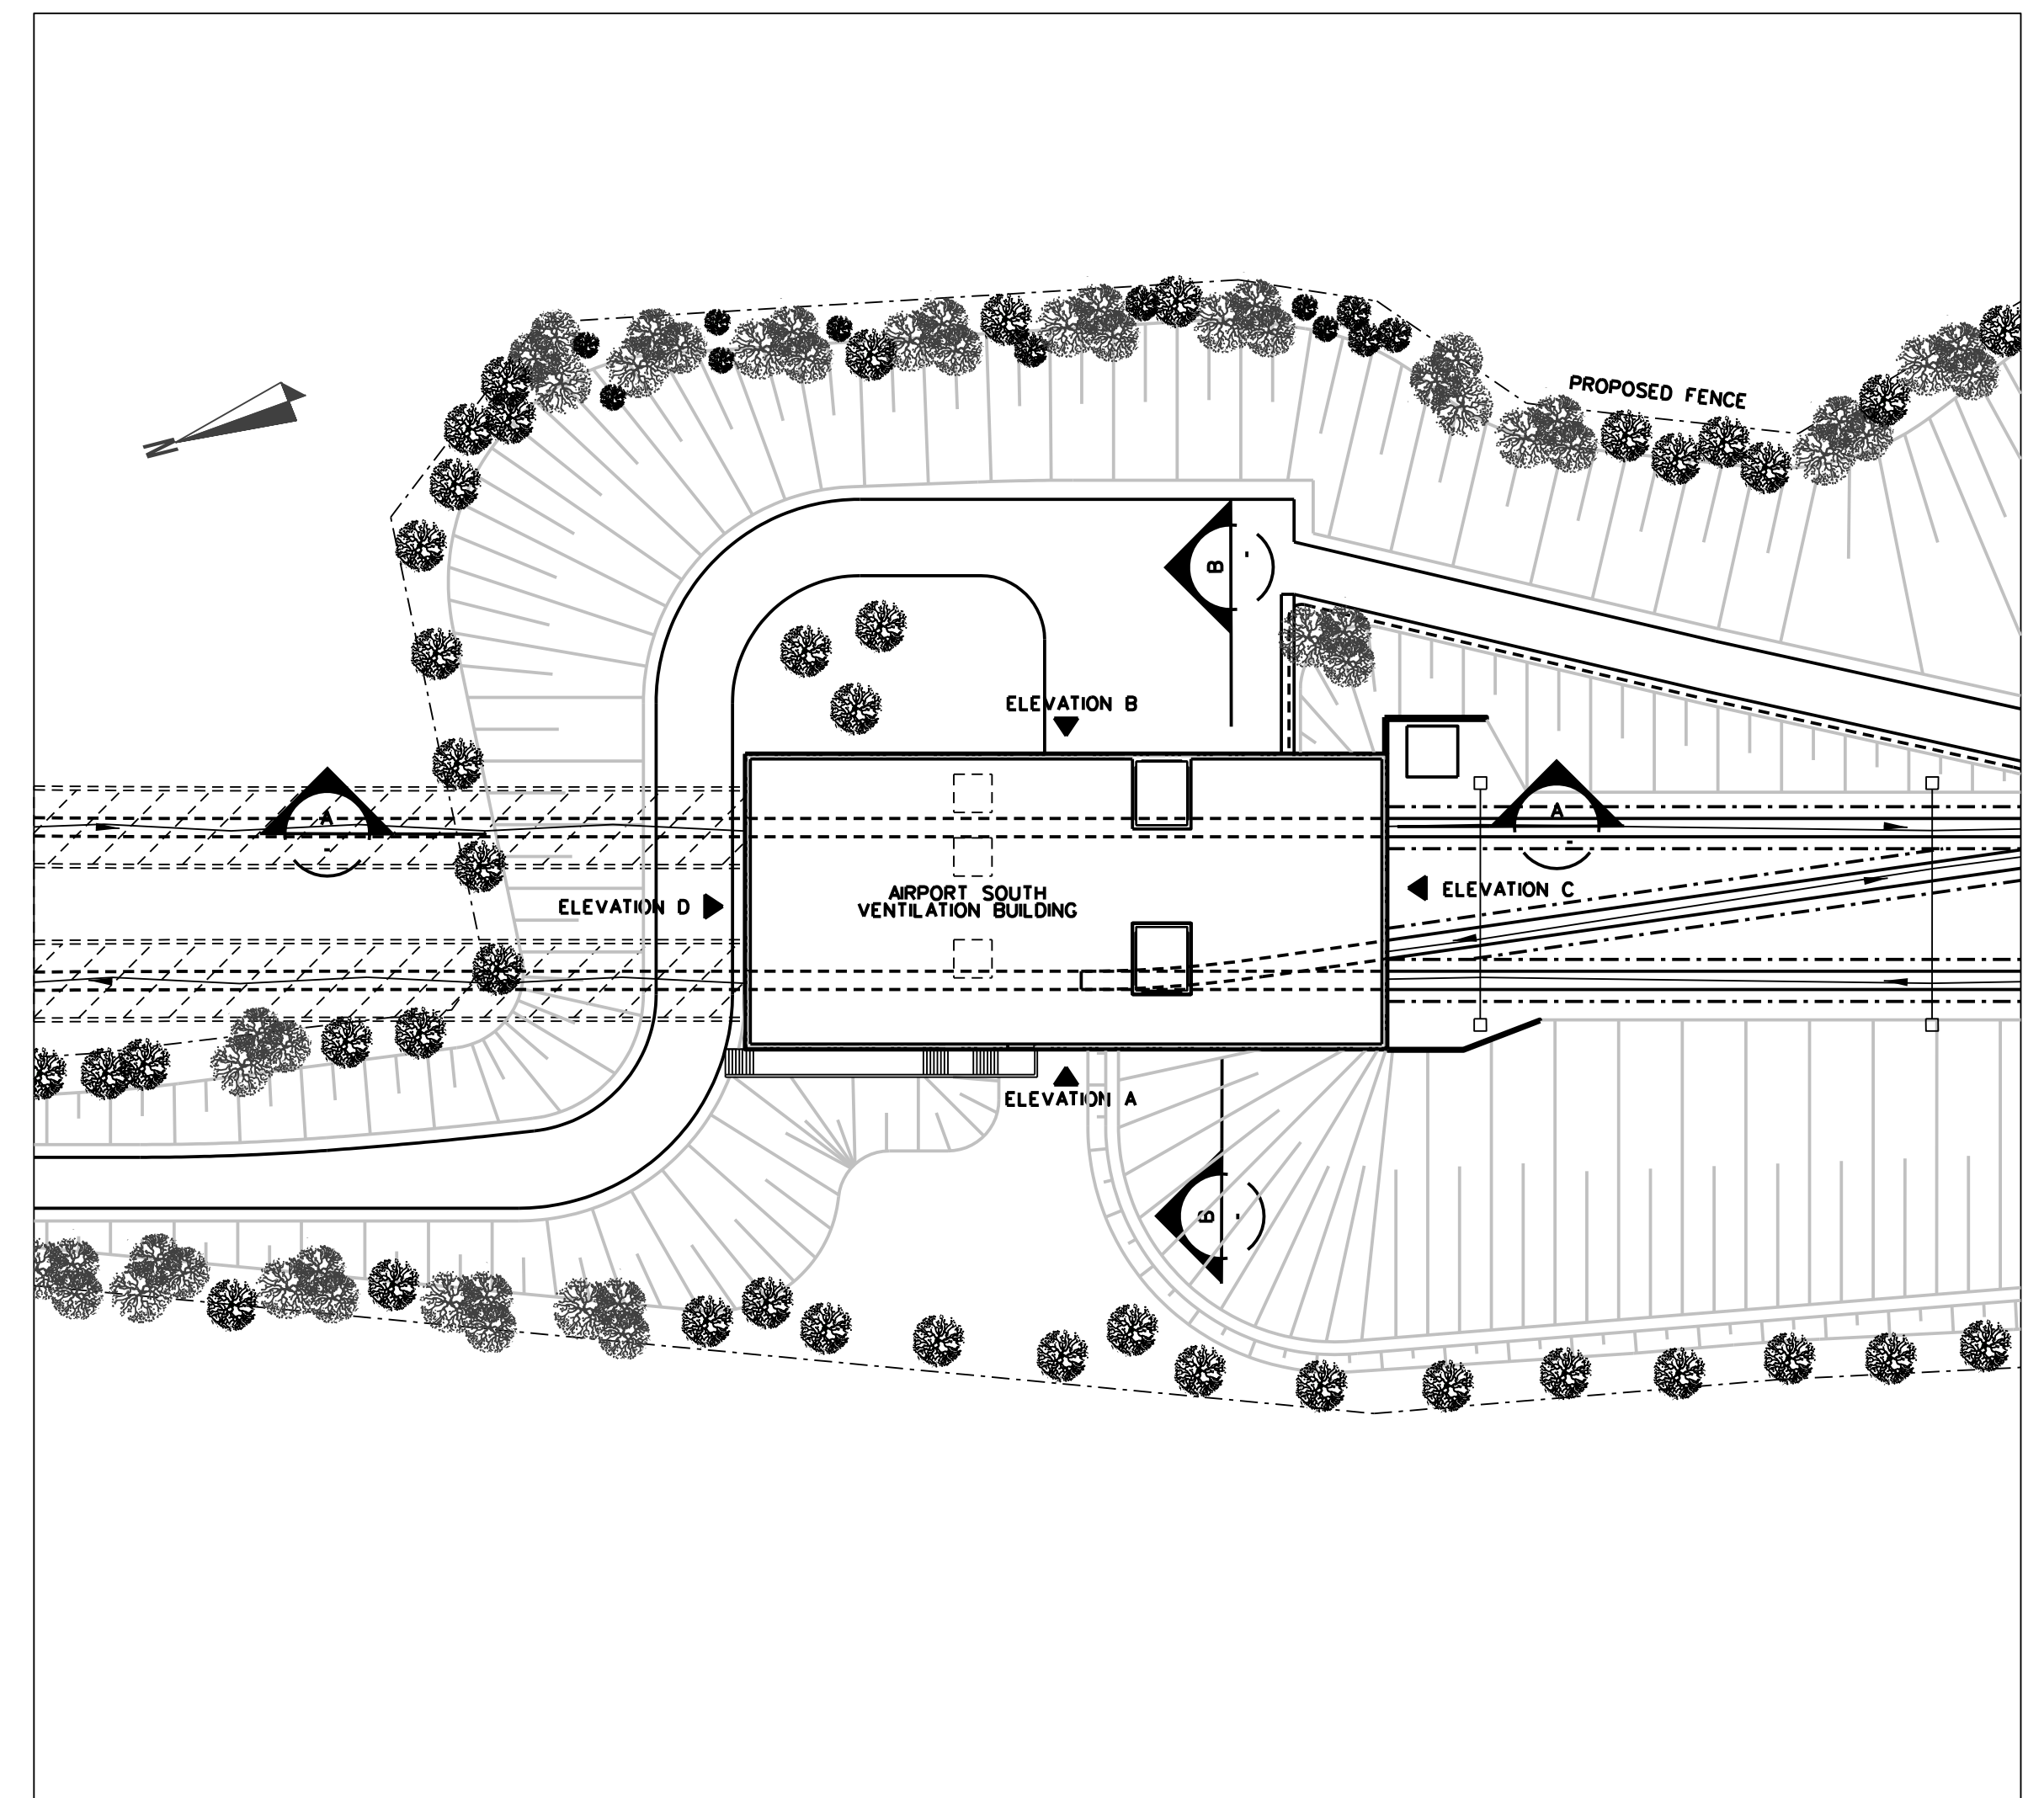 PROPOSED FENCE
N
B
-
ELEVATION B
A
-
A
-
AIRPORT SOUTH
VENTILATION BUILDING
ELEVATION C
ELEVATION D
ELEVATION A
B
-